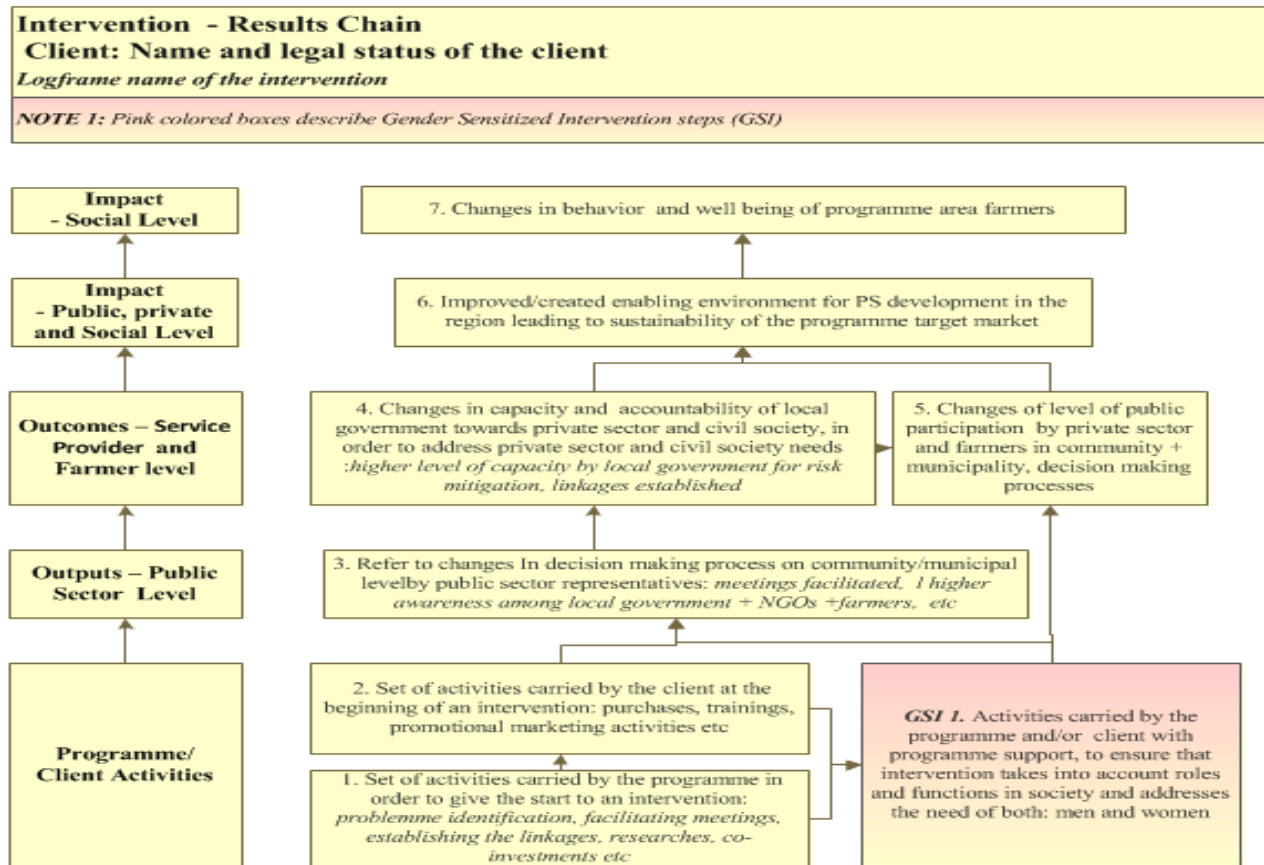 Intervention - Results Chain
Client: Name and legal status of the client
Logframe name of the intervention
NOTE 1: Pink colored boxes describe Gender Sensitized Intervention steps (GSI)
Impact
- Social Level
7. Changes in behavior and well being of programme area farmers
Impact
- Public, private
and Social Level
6. Improved/created enabling environment for PS development in the
region leading to sustainability of the programme target market
Outcomes – Service
Provider and
Farmer level
4. Changes in capacity and accountability of local
government towards private sector and civil society, in
order to address private sector and civil society needs
:higher level of capacity by local government for risk
mitigation, linkages established
5. Changes of level of public
participation by private sector
and farmers in community +
municipality, decision making
processes
Outputs – Public
Sector Level
3. Refer to changes In decision making process on community/municipal
levelby public sector representatives: meetings facilitated, l higher
awareness among local government + NGOs +farmers, etc
Programme/
Client Activities
2. Set of activities carried by the client at the
beginning of an intervention: purchases, trainings,
promotional marketing activities etc
1. Set of activities carried by the programme in
order to give the start to an intervention:
problemme identification, facilitating meetings,
establishing the linkages, researches, co-
investments etc
GSI 1. Activities carried by the
programme and/or client with
programme support, to ensure that
intervention takes into account roles
and functions in society and addresses
the need of both: men and women